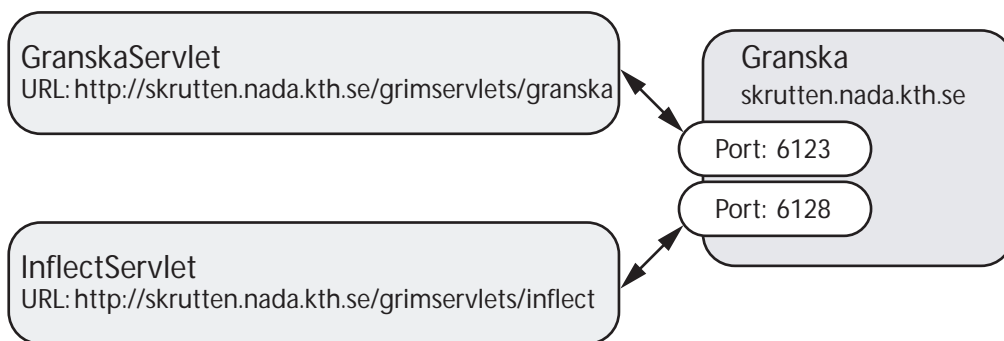 GranskaServlet
URL: http://skrutten.nada.kth.se/grimservlets/granska
Granska
skrutten.nada.kth.se
Port: 6123
Port: 6128
InflectServlet
URL: http://skrutten.nada.kth.se/grimservlets/inflect